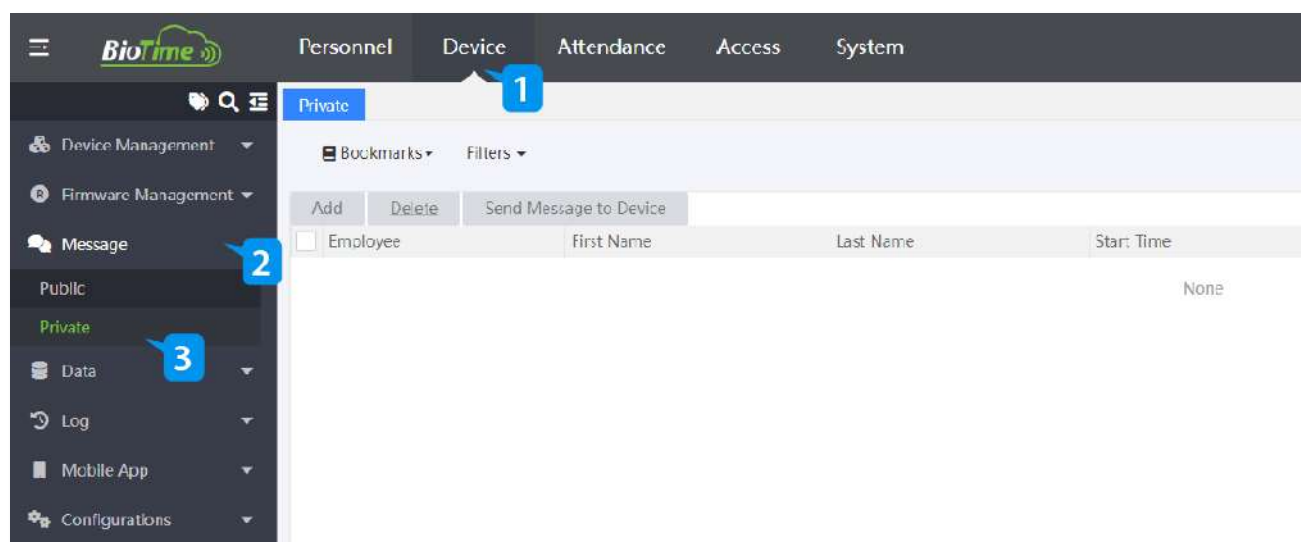 BioTime Personnel Device Attendance Access System
1
Private
Device Management
Bookmarks Filters
Firmware Management
Add Delete Send Message to Device
Message
Employee First Name Last Name Start Time
2
Public
None
Private
3
Data
Log
Mobile App
Configurations